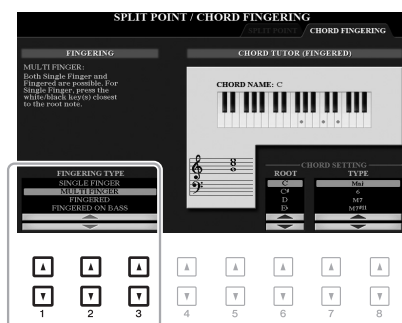 SPLIT POINT / CHORD FINGERING
SPLIT POINT
CHORD FINGERING
FINGERING
MULTI FINGER:
Both Single Finger and
Fingered are possible. For
Single Finger, press the
white/black key(s) closest
to the root note.
CHORD TUTOR (FINGERED)
CHORD NAME: C
FINGERING TYPE
SINGLE FINGER
MULTI FINGER
FINGERED
FINGERED ON BASS
CHORD SETTING
ROOT
TYPE
C
Maj
C#
6
D
M7
E♭
M7#11
1 2 3 4 5 6 7 8